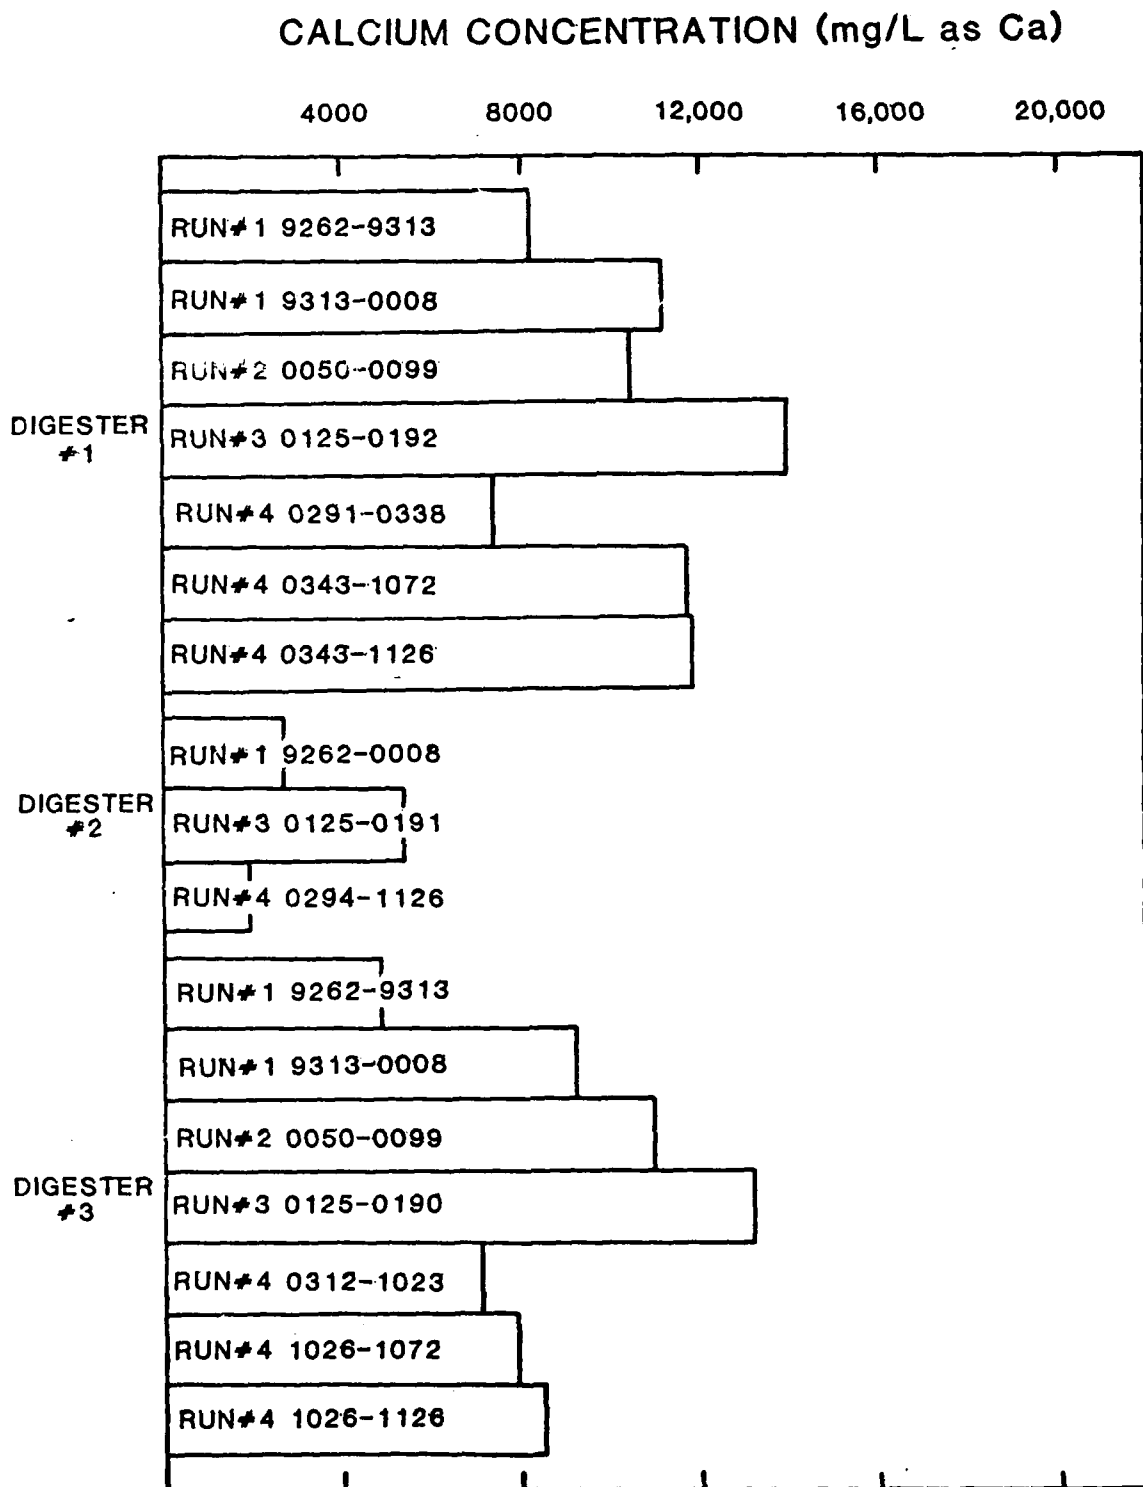 CALCIUM CONCENTRATION (mg/L as Ca)
4000 8000 12,000 16,000 20,000
RUN#1 9262-9313
RUN#1 9313-0008
RUN#2 0050-0099
DIGESTER
#1
RUN#3 0125-0192
RUN#4 0291-0338
RUN#4 0343-1072
RUN#4 0343-1126
RUN#1 9262-0008
DIGESTER
#2
RUN#3 0125-0191
RUN#4 0294-1126
RUN#1 9262-9313
RUN#1 9313-0008
RUN#2 0050-0099
DIGESTER
#3
RUN#3 0125-0190
RUN#4 0312-1023
RUN#4 1026-1072
RUN#4 1026-1126